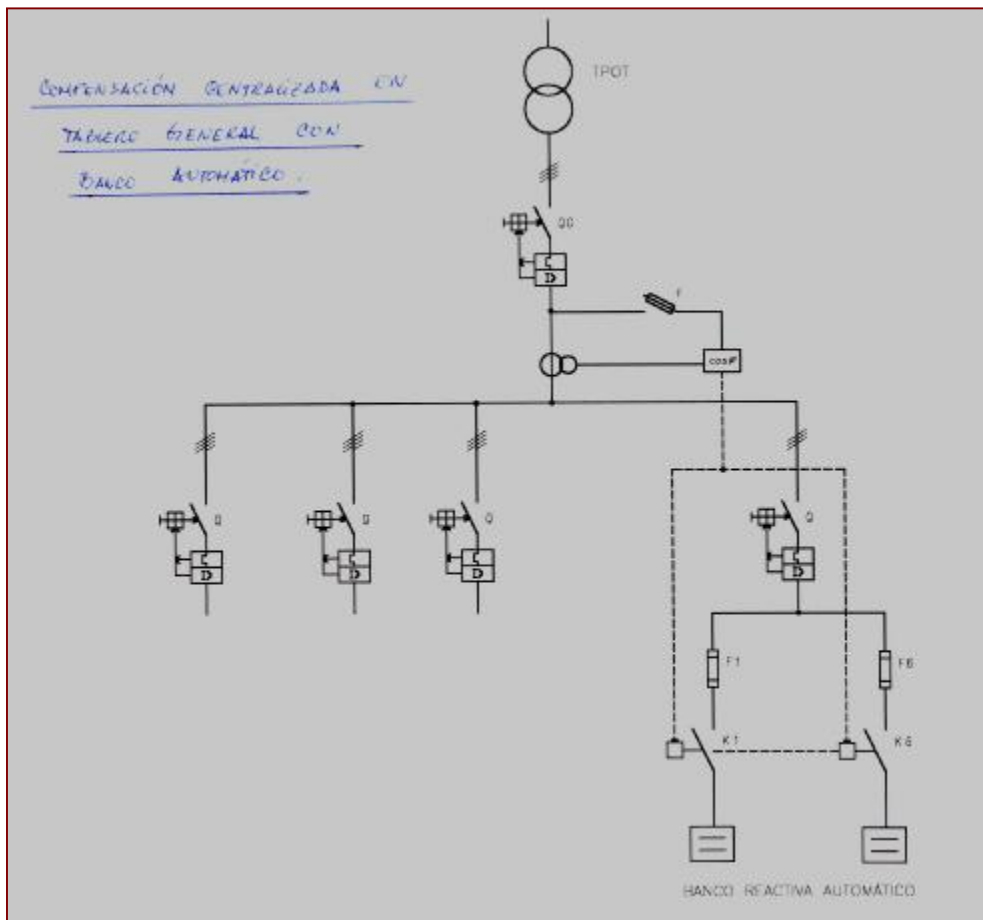 COMPENSACIÓN CENTRALIZADA EN
TABLERO GENERAL CON
BANCO AUTOMÁTICO.
TPOT
QG
F
cosφ
Q
Q
Q
Q
F1
F6
K1
K6
BANCO REACTIVA AUTOMÁTICO